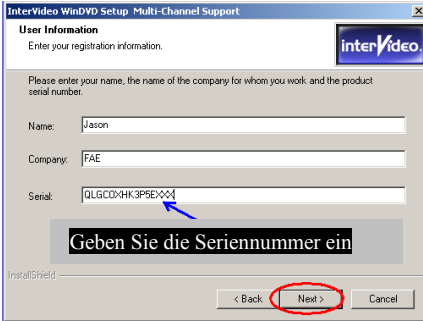 InterVideo WinDVD Setup Multi-Channel Support
User Information
Enter your registration information.
InterVideo.
Please enter your name, the name of the company for whom you work and the product
serial number.
Name: Jason
Company: FAE
Serial: QLGC0XHK3P5EXXX
Geben Sie die Seriennummer ein
InstallShield
< Back Next > Cancel